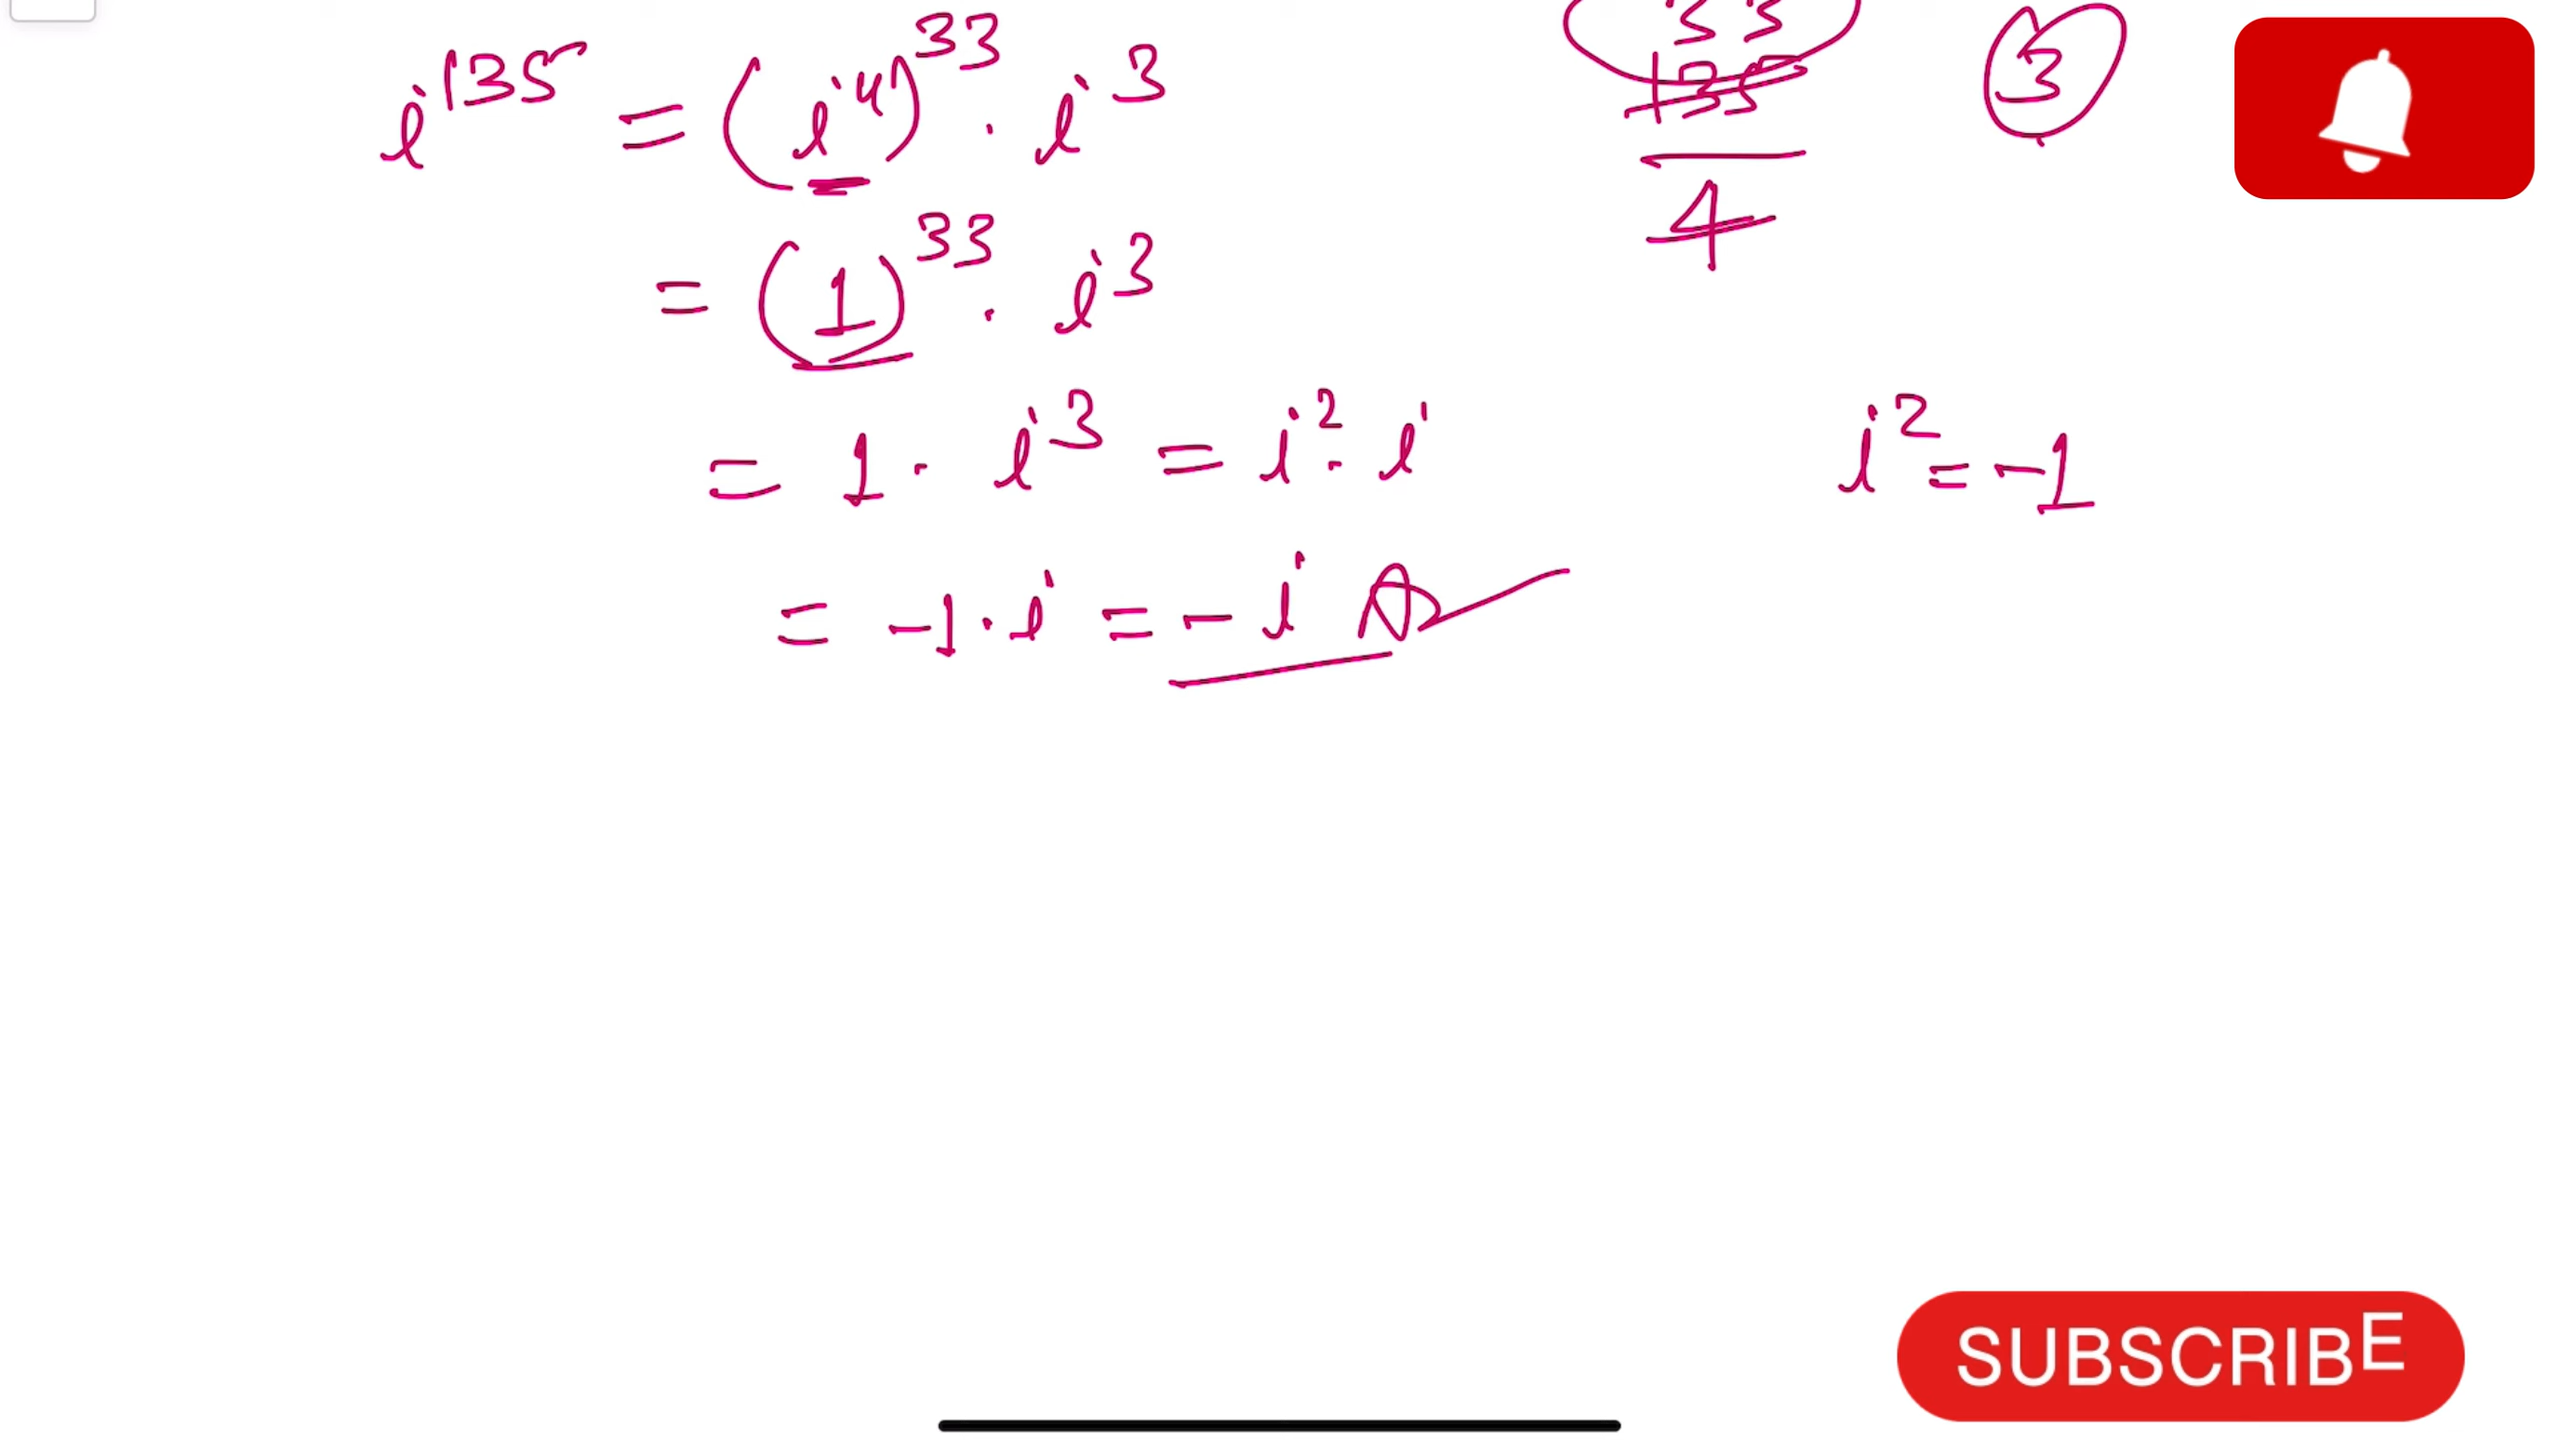 i^135 = (i^4)^33 · i^3
33
135
4
3
= (1)^33 · i^3
= 1 · i^3 = i^2 · i
i^2 = -1
= -1 · i = -i
SUBSCRIBE